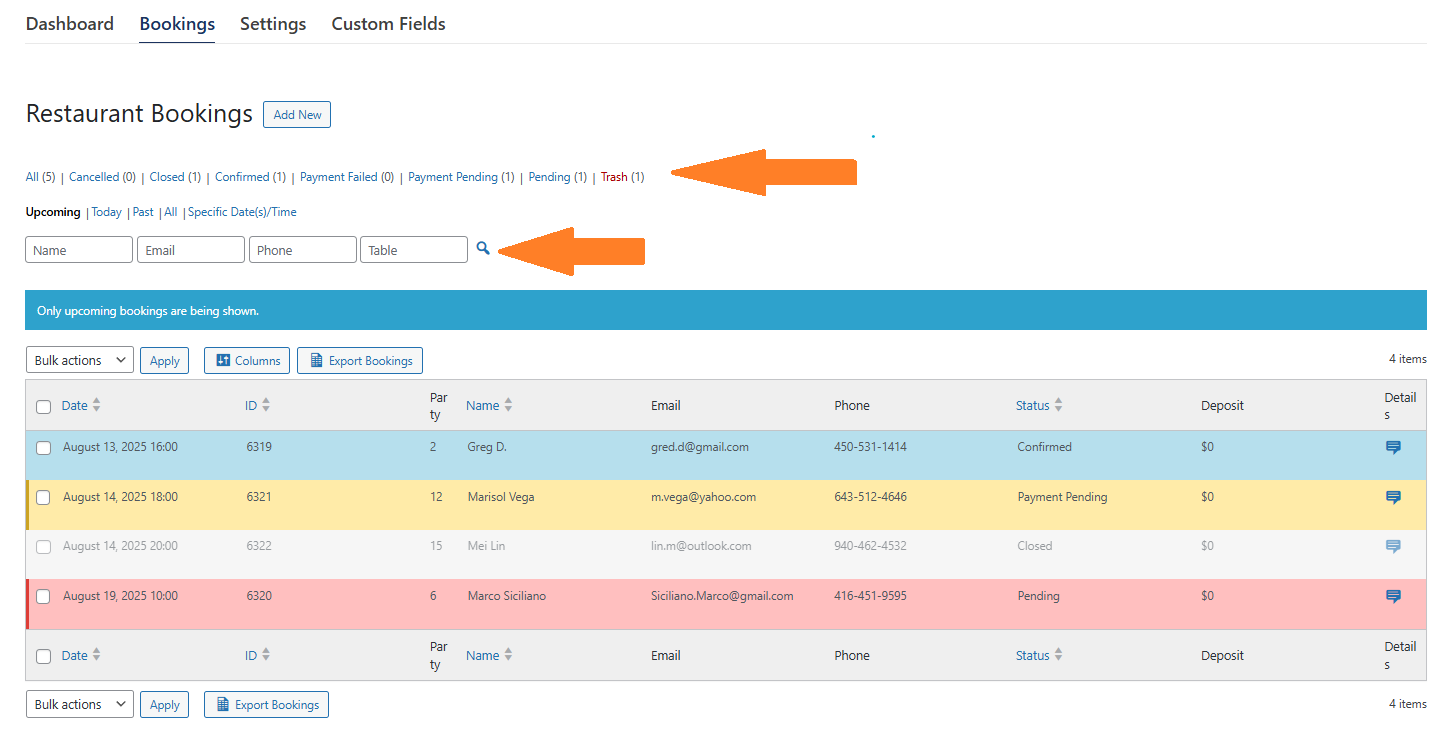 Dashboard Bookings Settings Custom Fields
Restaurant Bookings Add New
All (5) | Cancelled (0) | Closed (1) | Confirmed (1) | Payment Failed (0) | Payment Pending (1) | Pending (1) | Trash (1)
Upcoming | Today | Past | All | Specific Date(s)/Time
Name Email Phone Table
Only upcoming bookings are being shown.
Bulk actions Apply Columns Export Bookings 4 items
Date ID Par
ty Name Email Phone Status Deposit Detail
s
August 13, 2025 16:00 6319 2 Greg D. gred.d@gmail.com 450-531-1414 Confirmed $0
August 14, 2025 18:00 6321 12 Marisol Vega m.vega@yahoo.com 643-512-4646 Payment Pending $0
August 14, 2025 20:00 6322 15 Mei Lin lin.m@outlook.com 940-462-4532 Closed $0
August 19, 2025 10:00 6320 6 Marco Siciliano Siciliano.Marco@gmail.com 416-451-9595 Pending $0
Date ID Par
ty Name Email Phone Status Deposit Detail
s
Bulk actions Apply Export Bookings 4 items